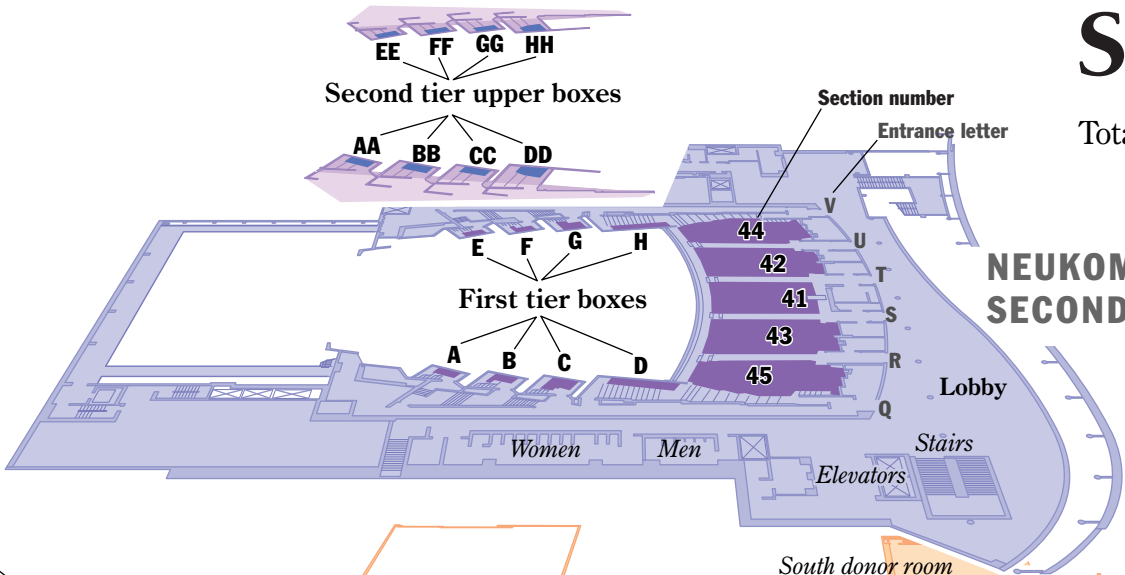 S
EE FF GG HH
Second tier upper boxes
AA BB CC DD
Section number
Entrance letter
Tota
V
44
U
E F G H
42
T
NEUKOM
SECOND
First tier boxes
41
S
43
R
A B C D
45
Lobby
Q
Women
Men
Stairs
Elevators
South donor room